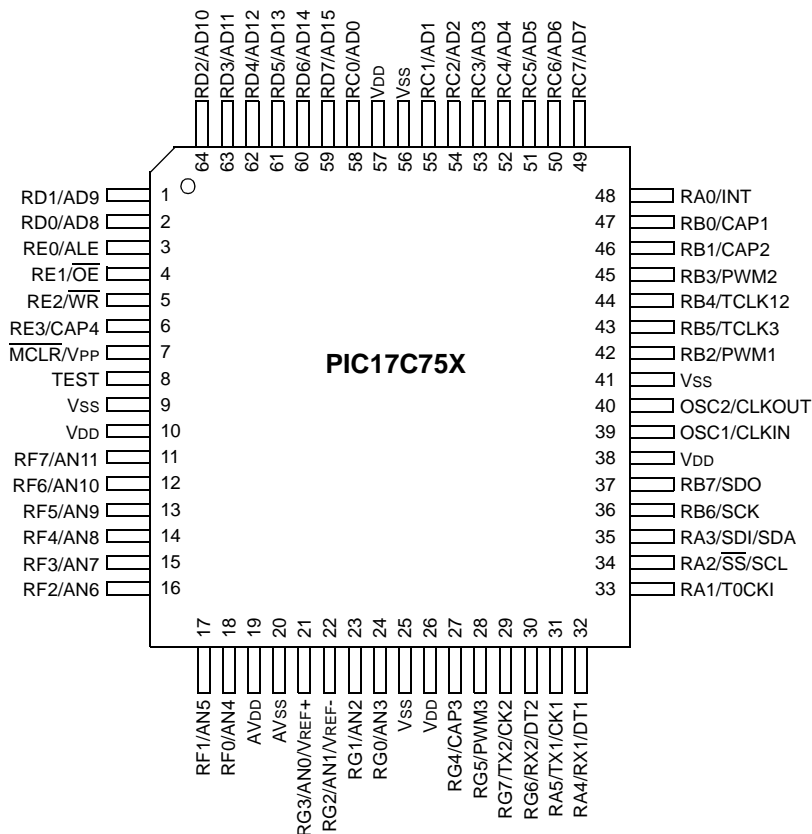 RD2/AD10
RD3/AD11
RD4/AD12
RD5/AD13
RD6/AD14
RD7/AD15
RC0/AD0
VDD
VSS
RC1/AD1
RC2/AD2
RC3/AD3
RC4/AD4
RC5/AD5
RC6/AD6
RC7/AD7
64 63 62 61 60 59 58 57 56 55 54 53 52 51 50 49
RD1/AD9 1
RD0/AD8 2
RE0/ALE 3
RE1/OE 4
RE2/WR 5
RE3/CAP4 6
MCLR/VPP 7
TEST 8
VSS 9
VDD 10
RF7/AN11 11
RF6/AN10 12
RF5/AN9 13
RF4/AN8 14
RF3/AN7 15
RF2/AN6 16
PIC17C75X
48 RA0/INT
47 RB0/CAP1
46 RB1/CAP2
45 RB3/PWM2
44 RB4/TCLK12
43 RB5/TCLK3
42 RB2/PWM1
41 VSS
40 OSC2/CLKOUT
39 OSC1/CLKIN
38 VDD
37 RB7/SDO
36 RB6/SCK
35 RA3/SDI/SDA
34 RA2/SS/SCL
33 RA1/T0CKI
17 18 19 20 21 22 23 24 25 26 27 28 29 30 31 32
RF1/AN5
RF0/AN4
AVDD
AVSS
RG3/AN0/VREF+
RG2/AN1/VREF-
RG1/AN2
RG0/AN3
VSS
VDD
RG4/CAP3
RG5/PWM3
RG7/TX2/CK2
RG6/RX2/DT2
RA5/TX1/CK1
RA4/RX1/DT1